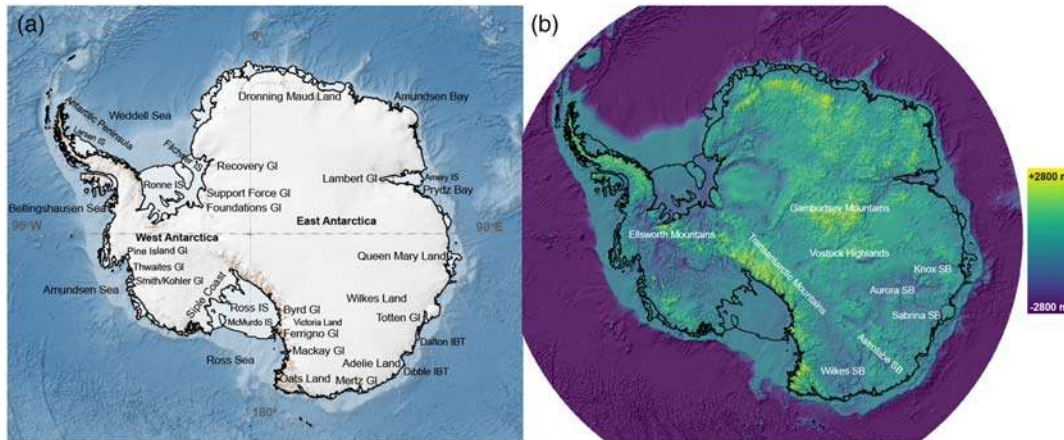 (a)
0°
Dronning Maud Land
Amundsen Bay
Weddell Sea
Antarctic Peninsula
Larsen IS
Filchner IS
Recovery Gl
Lambert Gl
Amery IS
Prydz Bay
Ronne IS
Support Force Gl
Foundations Gl
Bellingshausen Sea
90°W
East Antarctica
90°E
West Antarctica
Pine Island Gl
Queen Mary Land
Thwaites Gl
Smith/Kohler Gl
Amundsen Sea
Siple Coast
Ross IS
Byrd Gl
Wilkes Land
McMurdo IS
Victoria Land
Totten Gl
Ferrigno Gl
Dalton IBT
Ross Sea
Mackay Gl
Adelie Land
Dibble IBT
Oats Land
Mertz Gl
180°
(b)
+2800 m
Gamburtsev Mountains
Ellsworth Mountains
Transantarctic Mountains
Vostock Highlands
Knox SB
Aurora SB
Sabrina SB
-2800 m
Astrolabe SB
Wilkes SB